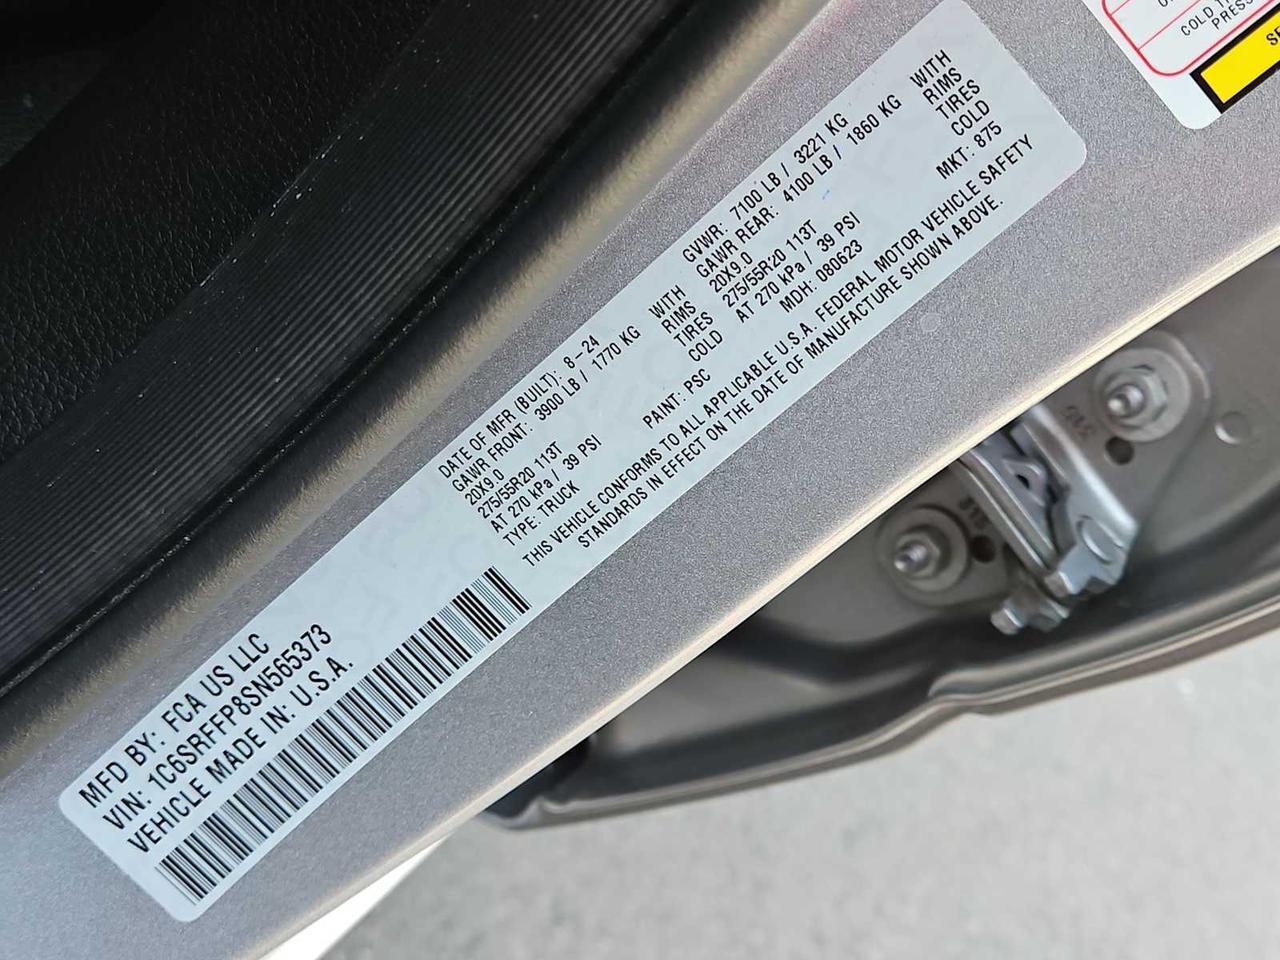 MFD BY: FCA US LLC
VIN: 1C6SRFFP8SN565373
VEHICLE MADE IN: U.S.A.
DATE OF MFR (BUILT): 8-24
GAWR FRONT: 3900 LB / 1770 KG WITH
20X9.0 RIMS
275/55R20 113T TIRES
AT 270 kPa / 39 PSI COLD
TYPE: TRUCK PAINT: PSC
GVWR: 7100 LB / 3221 KG
GAWR REAR: 4100 LB / 1860 KG WITH
20X9.0 RIMS
275/55R20 113T TIRES
AT 270 kPa / 39 PSI COLD
MDH: 080623 MKT: 875
THIS VEHICLE CONFORMS TO ALL APPLICABLE U.S.A. FEDERAL MOTOR VEHICLE SAFETY
STANDARDS IN EFFECT ON THE DATE OF MANUFACTURE SHOWN ABOVE.
COLD